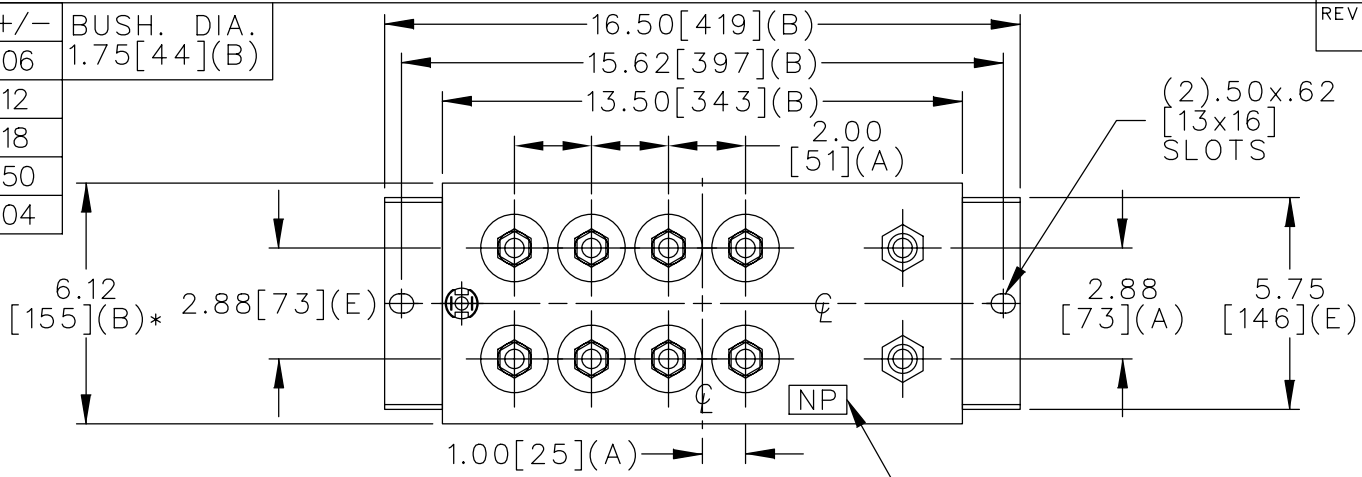 +/-
06
12
18
50
04
BUSH. DIA.
1.75[44](B)
REV
16.50[419](B)
15.62[397](B)
13.50[343](B)
2.00
[51](A)
(2).50x.62
[13x16]
SLOTS
6.12
[155](B)*
2.88[73](E)
℄
2.88
[73](A)
5.75
[146](E)
℄
NP
1.00[25](A)